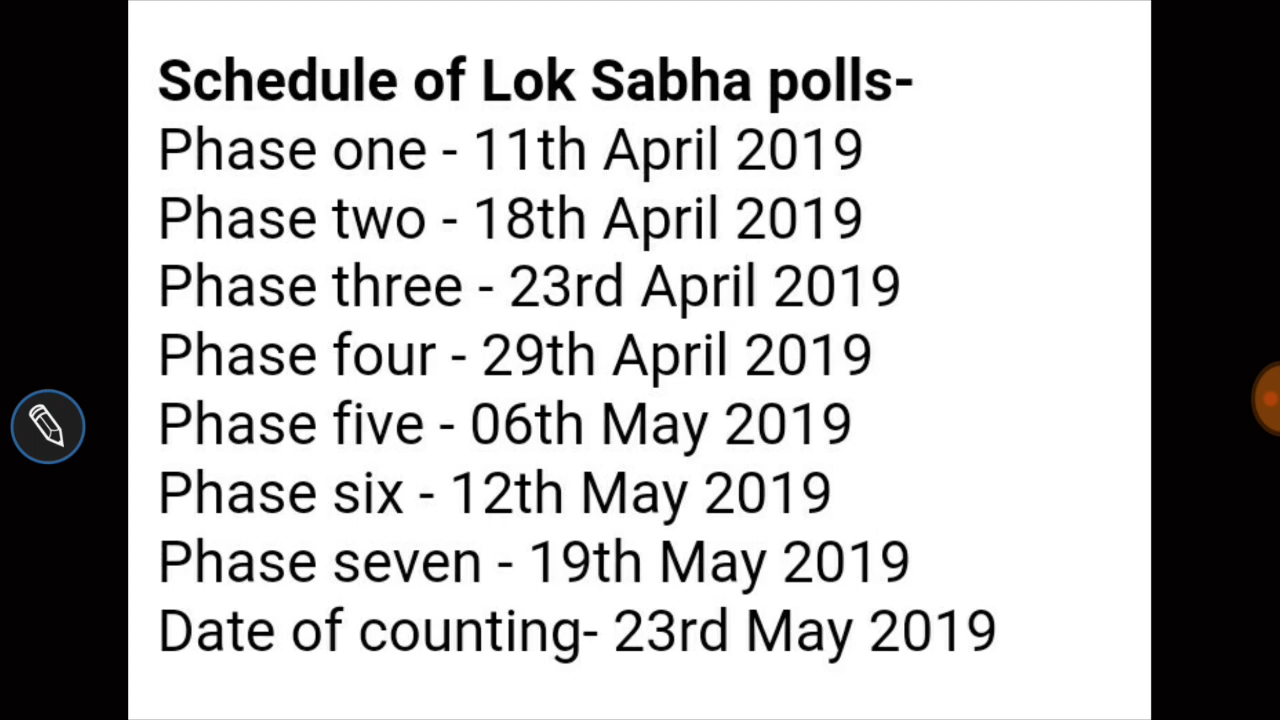 Schedule of Lok Sabha polls-
Phase one - 11th April 2019
Phase two - 18th April 2019
Phase three - 23rd April 2019
Phase four - 29th April 2019
Phase five - 06th May 2019
Phase six - 12th May 2019
Phase seven - 19th May 2019
Date of counting- 23rd May 2019